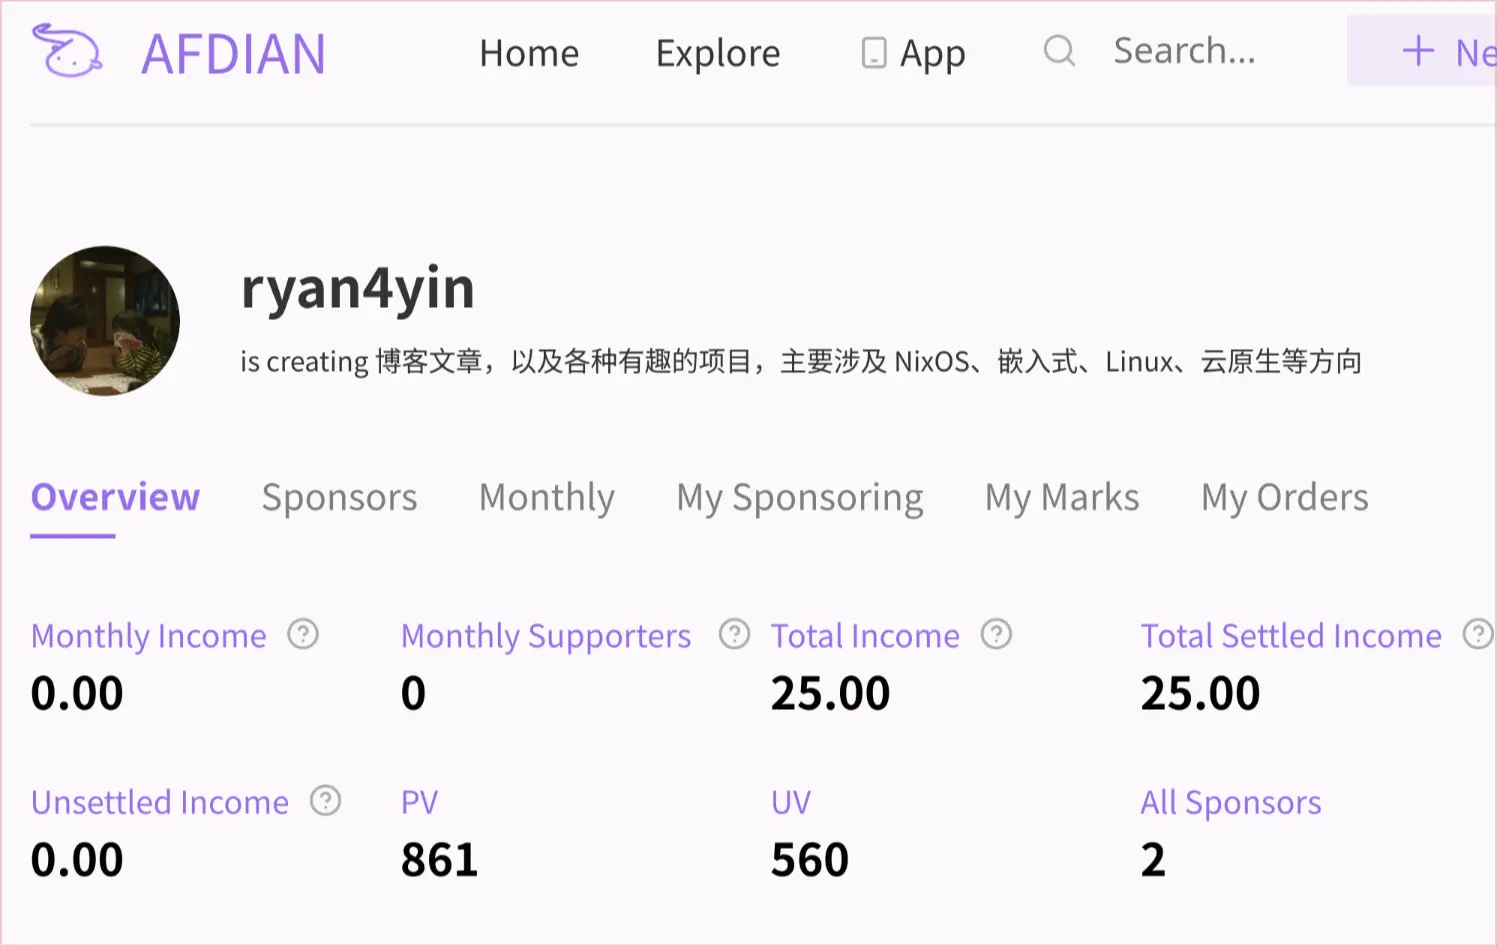 AFDIAN Home Explore App Search... + Ne
ryan4yin
is creating 博客文章，以及各种有趣的项目，主要涉及 NixOS、嵌入式、Linux、云原生等方向
Overview Sponsors Monthly My Sponsoring My Marks My Orders
Monthly Income ? Monthly Supporters ? Total Income ? Total Settled Income ?
0.00 0 25.00 25.00
Unsettled Income ? PV UV All Sponsors
0.00 861 560 2